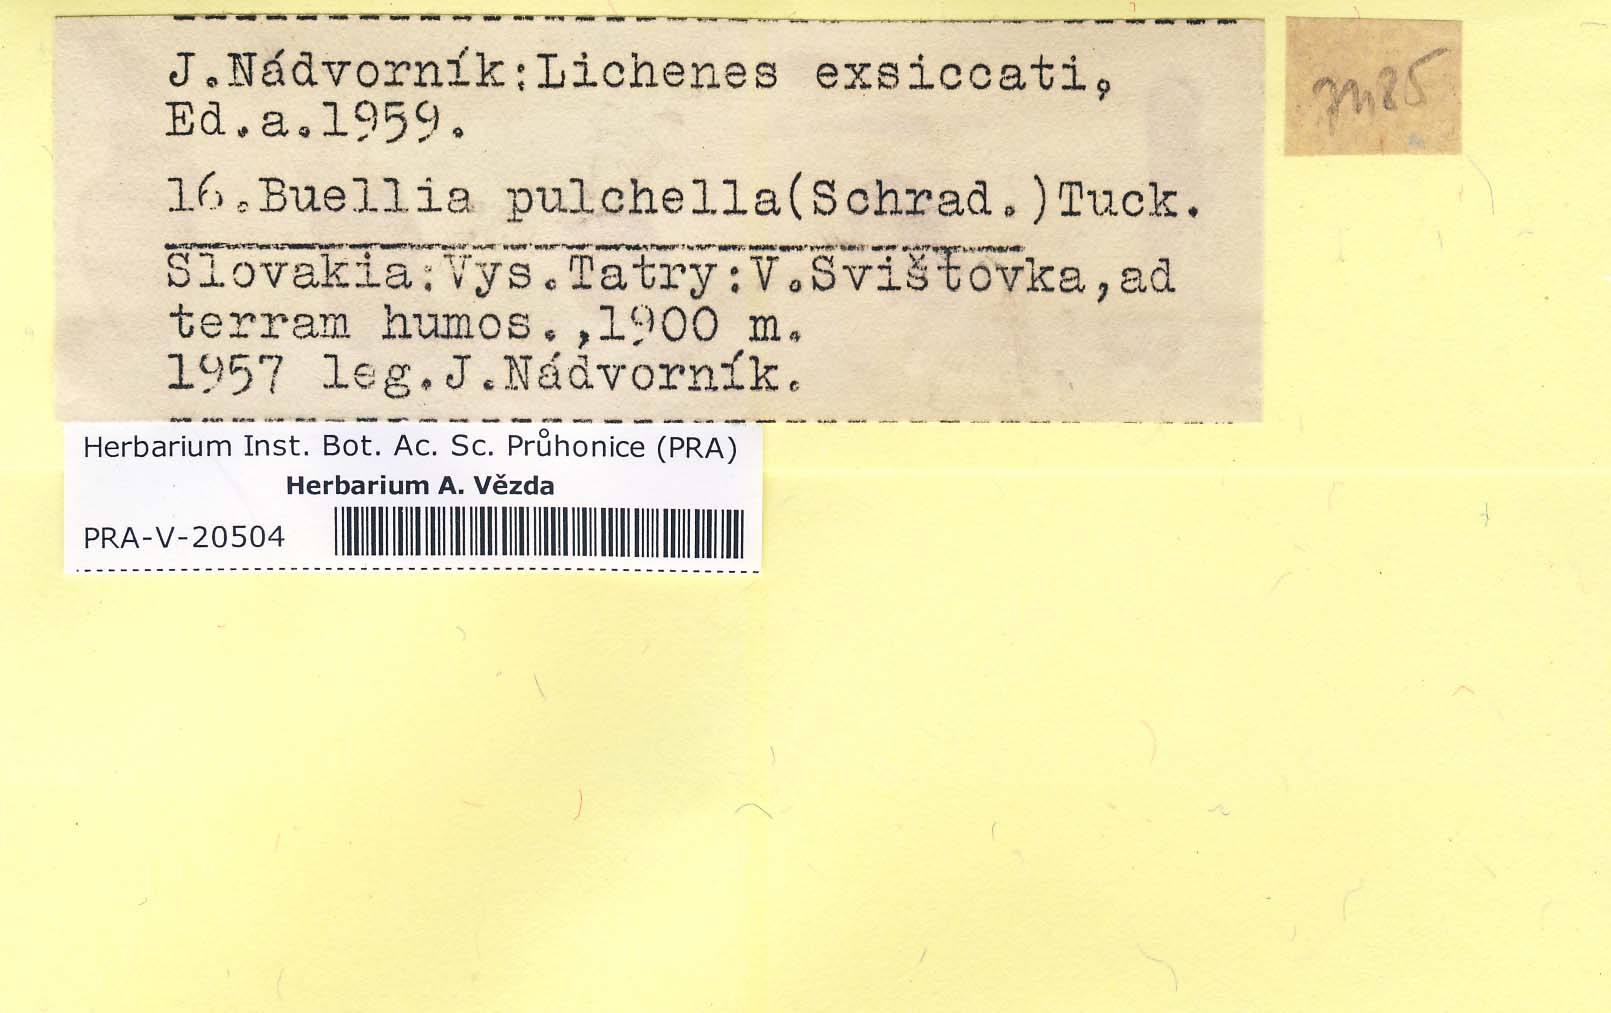 J.Nádvorník:Lichenes exsiccati,
Ed.a.1959.
16.Buellia pulchella(Schrad.)Tuck.
Slovakia:Vys.Tatry:V.Svištovka,ad
terram humos.,1900 m.
1957 leg.J.Nádvorník.
Herbarium Inst. Bot. Ac. Sc. Průhonice (PRA)
Herbarium A. Vězda
PRA-V-20504